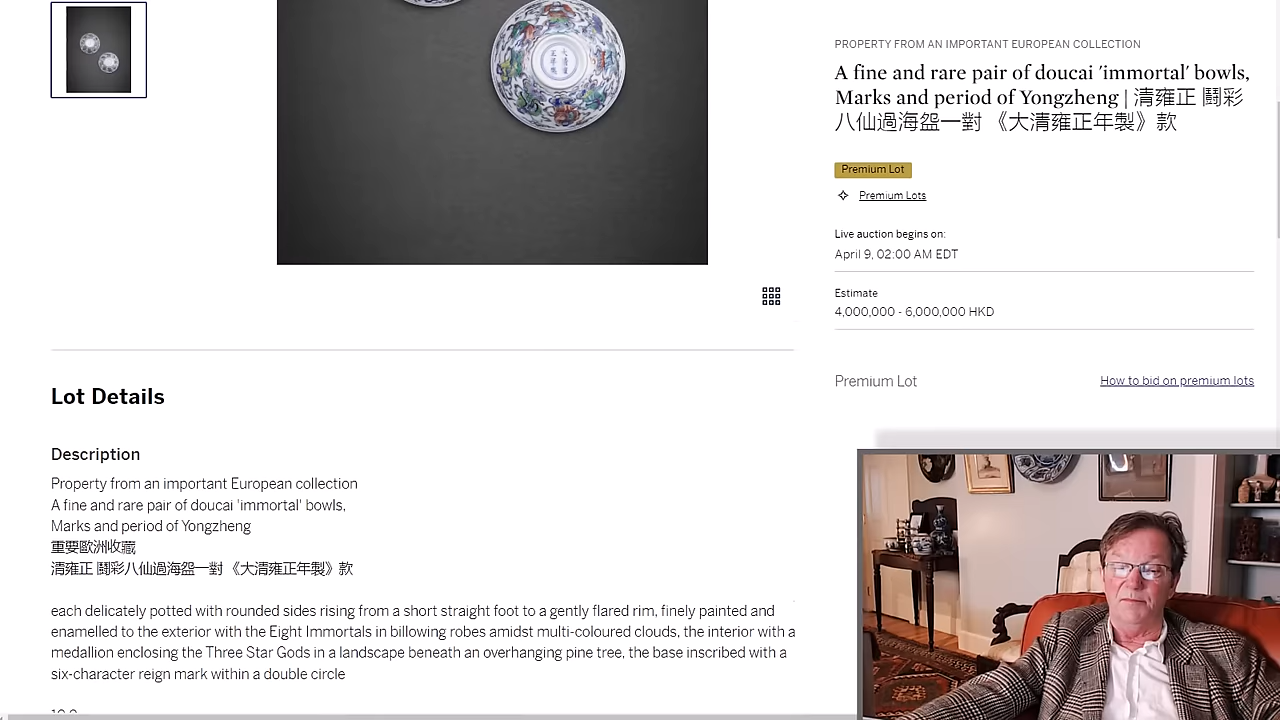 PROPERTY FROM AN IMPORTANT EUROPEAN COLLECTION
A fine and rare pair of doucai 'immortal' bowls,
Marks and period of Yongzheng | 清雍正 鬪彩
八仙過海盌一對 《大清雍正年製》款
Premium Lot
Premium Lots
Live auction begins on:
April 9, 02:00 AM EDT
Estimate
4,000,000 - 6,000,000 HKD
Premium Lot
How to bid on premium lots
Lot Details
Description
Property from an important European collection
A fine and rare pair of doucai 'immortal' bowls,
Marks and period of Yongzheng
重要歐洲收藏
清雍正 鬪彩八仙過海盌一對 《大清雍正年製》款
each delicately potted with rounded sides rising from a short straight foot to a gently flared rim, finely painted and
enamelled to the exterior with the Eight Immortals in billowing robes amidst multi-coloured clouds, the interior with a
medallion enclosing the Three Star Gods in a landscape beneath an overhanging pine tree, the base inscribed with a
six-character reign mark within a double circle